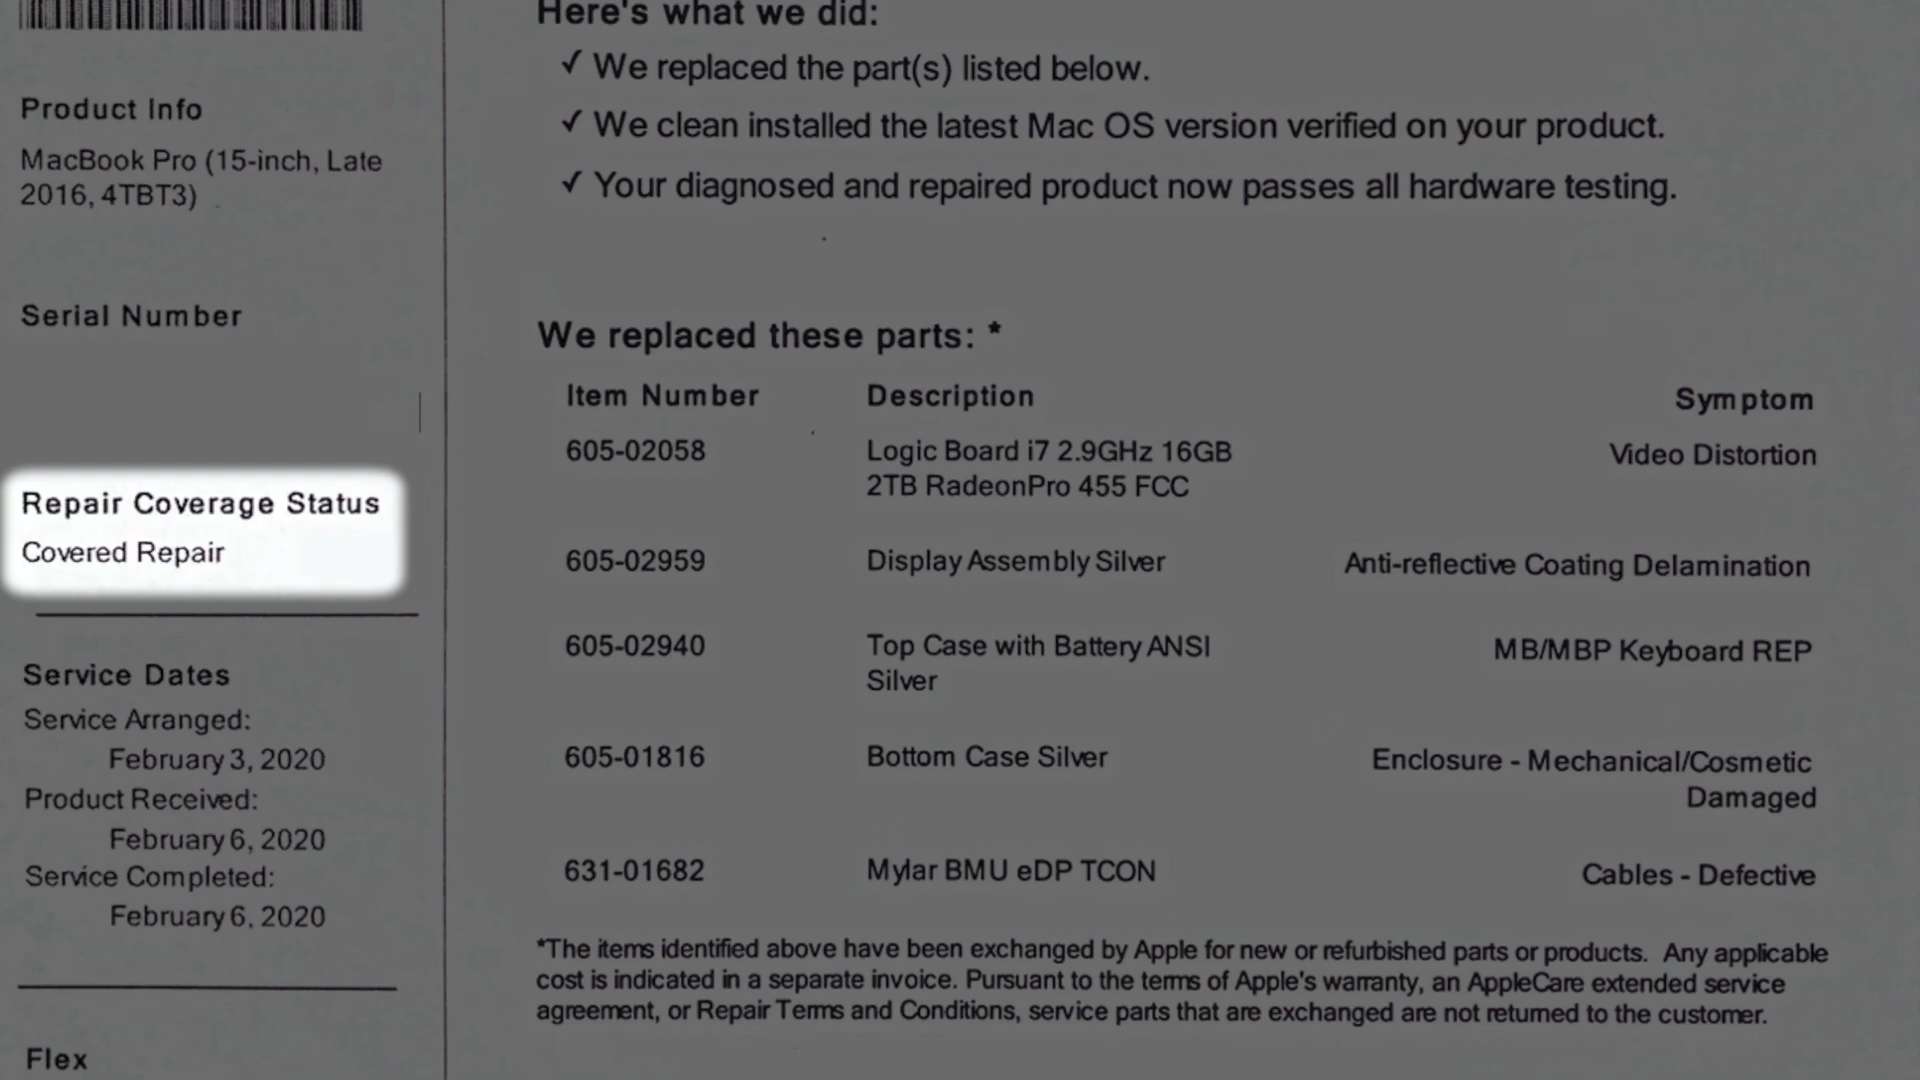 Product Info
MacBook Pro (15-inch, Late
2016, 4TBT3)
Serial Number
Repair Coverage Status
Covered Repair
Service Dates
Service Arranged:
February 3, 2020
Product Received:
February 6, 2020
Service Completed:
February 6, 2020
Flex
Here's what we did:
✓ We replaced the part(s) listed below.
✓ We clean installed the latest Mac OS version verified on your product.
✓ Your diagnosed and repaired product now passes all hardware testing.
We replaced these parts: *
Item Number Description Symptom
605-02058 Logic Board i7 2.9GHz 16GB Video Distortion
2TB RadeonPro 455 FCC
605-02959 Display Assembly Silver Anti-reflective Coating Delamination
605-02940 Top Case with Battery ANSI MB/MBP Keyboard REP
Silver
605-01816 Bottom Case Silver Enclosure - Mechanical/Cosmetic
Damaged
631-01682 Mylar BMU eDP TCON Cables - Defective
*The items identified above have been exchanged by Apple for new or refurbished parts or products. Any applicable
cost is indicated in a separate invoice. Pursuant to the terms of Apple's warranty, an AppleCare extended service
agreement, or Repair Terms and Conditions, service parts that are exchanged are not returned to the customer.